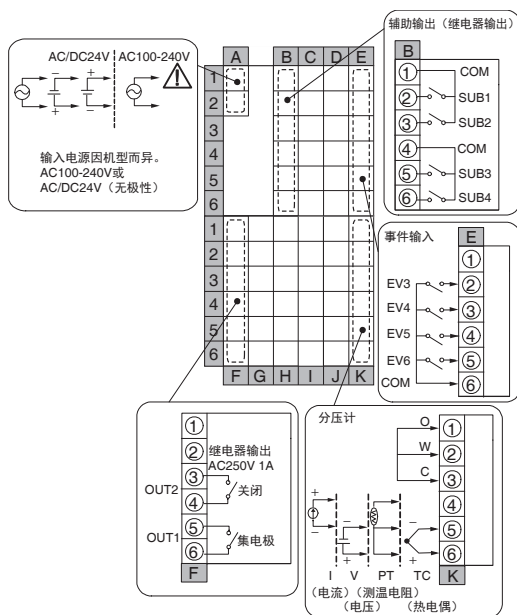 辅助输出（继电器输出）
B
① COM
② SUB1
③ SUB2
④ COM
⑤ SUB3
⑥ SUB4
AC/DC24V AC100-240V
− + + −
+ − − +
输入电源因机型而异。
AC100-240V或
AC/DC24V（无极性）
A B C D E
1
2
3
4
5
6
1
2
3
4
5
6
F G H I J K
事件输入
E
①
EV3 ②
EV4 ③
EV5 ④
EV6 ⑤
COM ⑥
①
② 继电器输出
AC250V 1A
OUT2 ③ ④ 关闭
OUT1 ⑤ ⑥ 集电极
F
分压计
O ①
W ②
C ③
④
⑤
⑥
+ − − + − +
I V PT TC K
（电流）（测温电阻）
（电压） （热电偶）